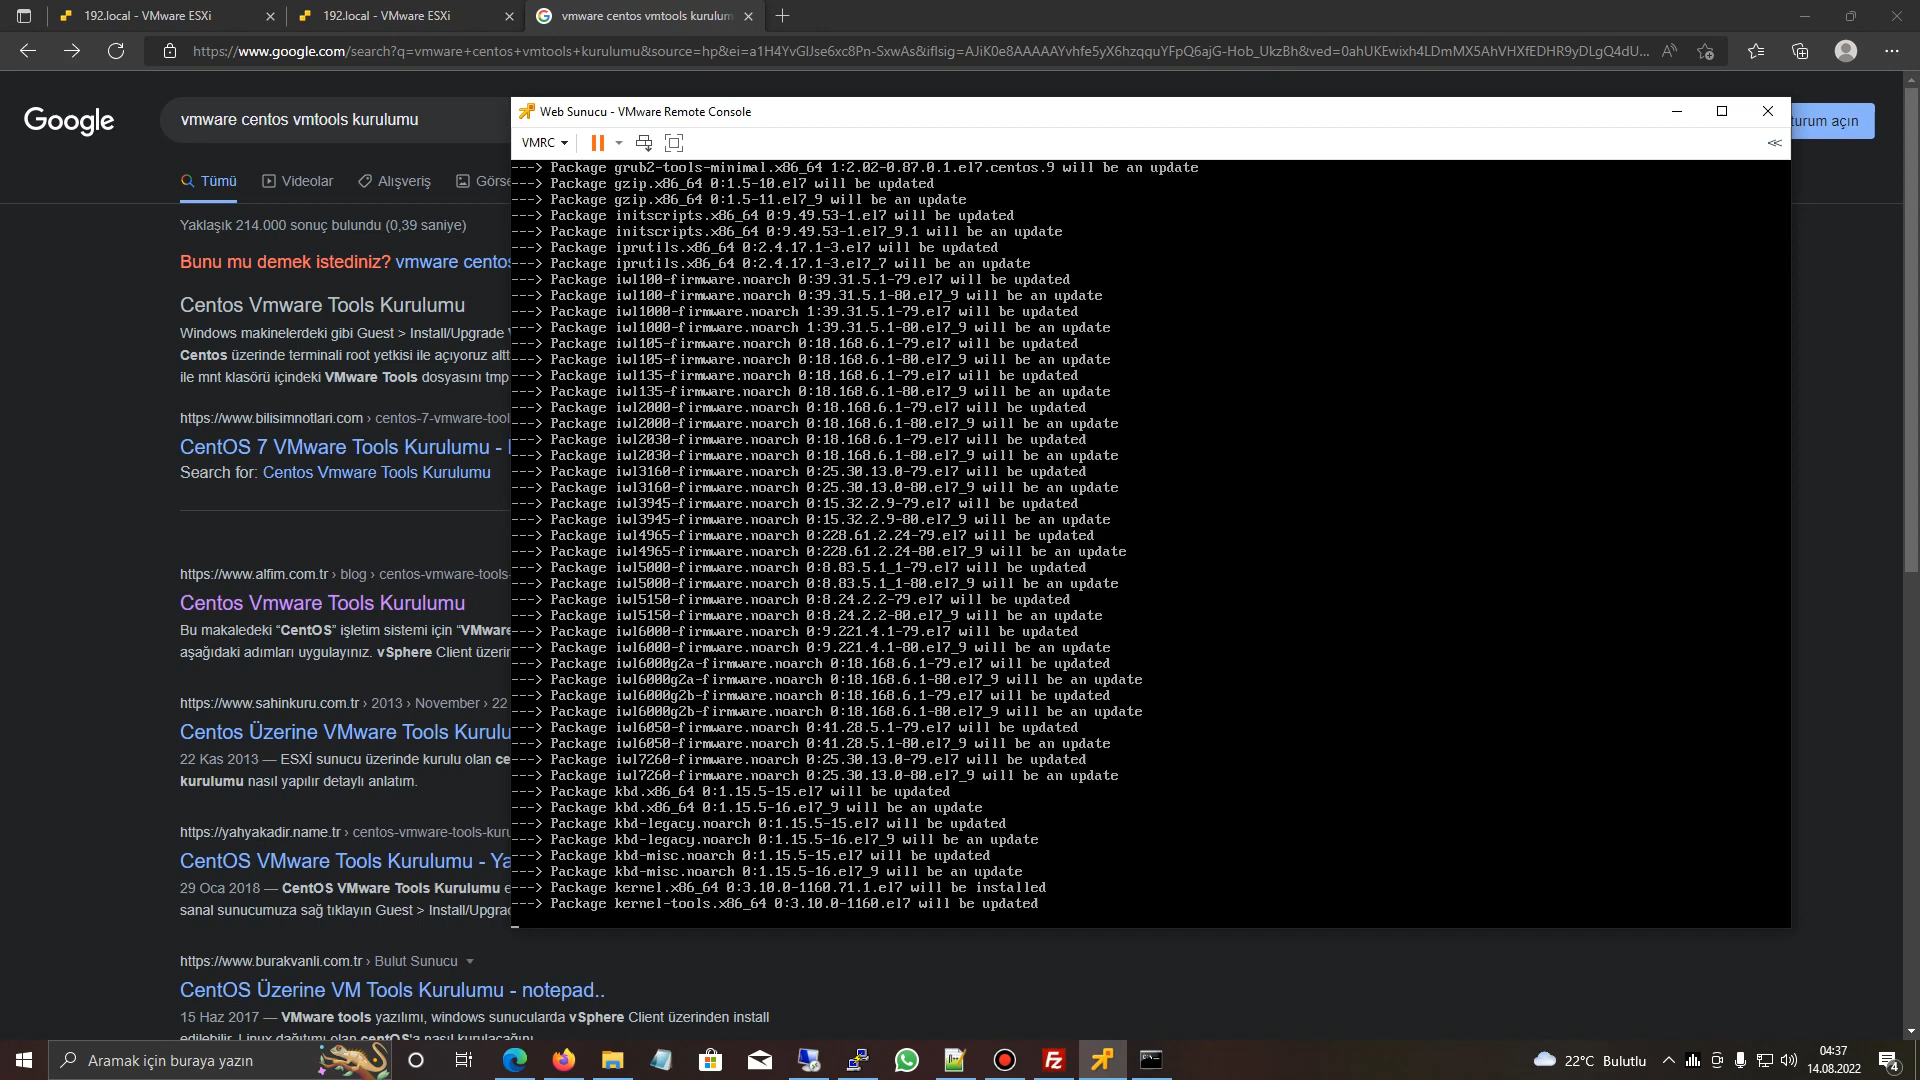 192.local - VMware ESXi
192.local - VMware ESXi
vmware centos vmtools kurulum
https://www.google.com/search?q=vmware+centos+vmtools+kurulumu&source=hp&ei=a1H4YvGlJse6xc8Pn-SxwAs&iflsig=AJiK0e8AAAAAYvhfe5yX6hzqquYFpQ6ajG-Hob_UkzBh&ved=0ahUKEwixh4LDmMX5AhVHXfEDHR9yDLgQ4dU...
Google
vmware centos vmtools kurulumu
turum açın
Tümü
Videolar
Alışveriş
Görse
Yaklaşık 214.000 sonuç bulundu (0,39 saniye)
Bunu mu demek istediniz? vmware centos
Centos Vmware Tools Kurulumu
Windows makinelerdeki gibi Guest > Install/Upgrade V
Centos üzerinde terminali root yetkisi ile açıyoruz altt
ile mnt klasörü içindeki VMware Tools dosyasını tmp
https://www.bilisimnotlari.com › centos-7-vmware-tool
CentOS 7 VMware Tools Kurulumu -
Search for: Centos Vmware Tools Kurulumu
https://www.alfim.com.tr › blog › centos-vmware-tools-
Centos Vmware Tools Kurulumu
Bu makaledeki “CentOS” işletim sistemi için “VMware
aşağıdaki adımları uygulayınız. vSphere Client üzerin
https://www.sahinkuru.com.tr › 2013 › November › 22
Centos Üzerine VMware Tools Kurulu
22 Kas 2013 — ESXİ sunucu üzerinde kurulu olan ce
kurulumu nasıl yapılır detaylı anlatım.
https://yahyakadir.name.tr › centos-vmware-tools-kuru
CentOS VMware Tools Kurulumu - Ya
29 Oca 2018 — CentOS VMware Tools Kurulumu e
sanal sunucumuza sağ tıklayın Guest > Install/Upgrad
https://www.burakvanli.com.tr › Bulut Sunucu
CentOS Üzerine VM Tools Kurulumu - notepad..
15 Haz 2017 — VMware tools yazılımı, windows sunucularda vSphere Client üzerinden install
edilebilir. Linux dağıtımı olan centOS'a nasıl kurulacağını
Web Sunucu - VMware Remote Console
VMRC
---> Package grub2-tools-minimal.x86_64 1:2.02-0.87.0.1.el7.centos.9 will be an update
---> Package gzip.x86_64 0:1.5-10.el7 will be updated
---> Package gzip.x86_64 0:1.5-11.el7_9 will be an update
---> Package initscripts.x86_64 0:9.49.53-1.el7 will be updated
---> Package initscripts.x86_64 0:9.49.53-1.el7_9.1 will be an update
---> Package iprutils.x86_64 0:2.4.17.1-3.el7 will be updated
---> Package iprutils.x86_64 0:2.4.17.1-3.el7_7 will be an update
---> Package iwl100-firmware.noarch 0:39.31.5.1-79.el7 will be updated
---> Package iwl100-firmware.noarch 0:39.31.5.1-80.el7_9 will be an update
---> Package iwl1000-firmware.noarch 1:39.31.5.1-79.el7 will be updated
---> Package iwl1000-firmware.noarch 1:39.31.5.1-80.el7_9 will be an update
---> Package iwl105-firmware.noarch 0:18.168.6.1-79.el7 will be updated
---> Package iwl105-firmware.noarch 0:18.168.6.1-80.el7_9 will be an update
---> Package iwl135-firmware.noarch 0:18.168.6.1-79.el7 will be updated
---> Package iwl135-firmware.noarch 0:18.168.6.1-80.el7_9 will be an update
---> Package iwl2000-firmware.noarch 0:18.168.6.1-79.el7 will be updated
---> Package iwl2000-firmware.noarch 0:18.168.6.1-80.el7_9 will be an update
---> Package iwl2030-firmware.noarch 0:18.168.6.1-79.el7 will be updated
---> Package iwl2030-firmware.noarch 0:18.168.6.1-80.el7_9 will be an update
---> Package iwl3160-firmware.noarch 0:25.30.13.0-79.el7 will be updated
---> Package iwl3160-firmware.noarch 0:25.30.13.0-80.el7_9 will be an update
---> Package iwl3945-firmware.noarch 0:15.32.2.9-79.el7 will be updated
---> Package iwl3945-firmware.noarch 0:15.32.2.9-80.el7_9 will be an update
---> Package iwl4965-firmware.noarch 0:228.61.2.24-79.el7 will be updated
---> Package iwl4965-firmware.noarch 0:228.61.2.24-80.el7_9 will be an update
---> Package iwl5000-firmware.noarch 0:8.83.5.1_1-79.el7 will be updated
---> Package iwl5000-firmware.noarch 0:8.83.5.1_1-80.el7_9 will be an update
---> Package iwl5150-firmware.noarch 0:8.24.2.2-79.el7 will be updated
---> Package iwl5150-firmware.noarch 0:8.24.2.2-80.el7_9 will be an update
---> Package iwl6000-firmware.noarch 0:9.221.4.1-79.el7 will be updated
---> Package iwl6000-firmware.noarch 0:9.221.4.1-80.el7_9 will be an update
---> Package iwl6000g2a-firmware.noarch 0:18.168.6.1-79.el7 will be updated
---> Package iwl6000g2a-firmware.noarch 0:18.168.6.1-80.el7_9 will be an update
---> Package iwl6000g2b-firmware.noarch 0:18.168.6.1-79.el7 will be updated
---> Package iwl6000g2b-firmware.noarch 0:18.168.6.1-80.el7_9 will be an update
---> Package iwl6050-firmware.noarch 0:41.28.5.1-79.el7 will be updated
---> Package iwl6050-firmware.noarch 0:41.28.5.1-80.el7_9 will be an update
---> Package iwl7260-firmware.noarch 0:25.30.13.0-79.el7 will be updated
---> Package iwl7260-firmware.noarch 0:25.30.13.0-80.el7_9 will be an update
---> Package kbd.x86_64 0:1.15.5-15.el7 will be updated
---> Package kbd.x86_64 0:1.15.5-16.el7_9 will be an update
---> Package kbd-legacy.noarch 0:1.15.5-15.el7 will be updated
---> Package kbd-legacy.noarch 0:1.15.5-16.el7_9 will be an update
---> Package kbd-misc.noarch 0:1.15.5-15.el7 will be updated
---> Package kbd-misc.noarch 0:1.15.5-16.el7_9 will be an update
---> Package kernel.x86_64 0:3.10.0-1160.71.1.el7 will be installed
---> Package kernel-tools.x86_64 0:3.10.0-1160.el7 will be updated
Aramak için buraya yazın
22°C Bulutlu
04:37
14.08.2022
4